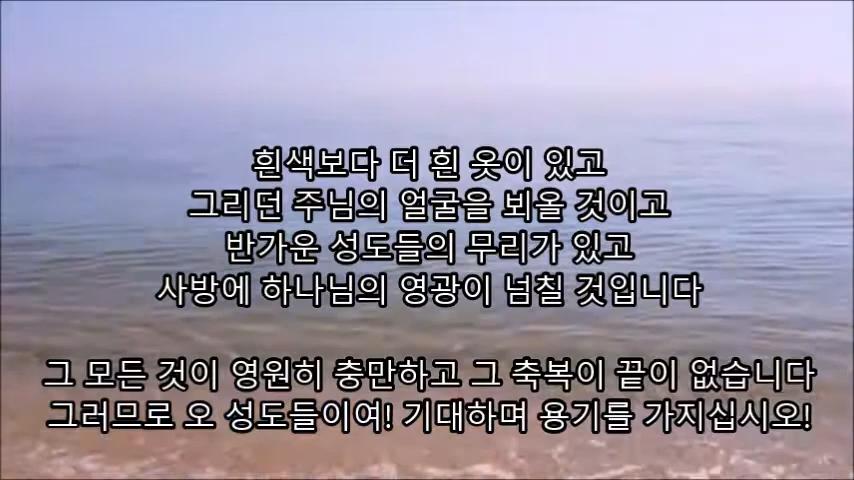 흰색보다 더 흰 옷이 있고
그리던 주님의 얼굴을 뵈올 것이고
반가운 성도들의 무리가 있고
사방에 하나님의 영광이 넘칠 것입니다
그 모든 것이 영원히 충만하고 그 축복이 끝이 없습니다
그러므로 오 성도들이여! 기대하며 용기를 가지십시오!